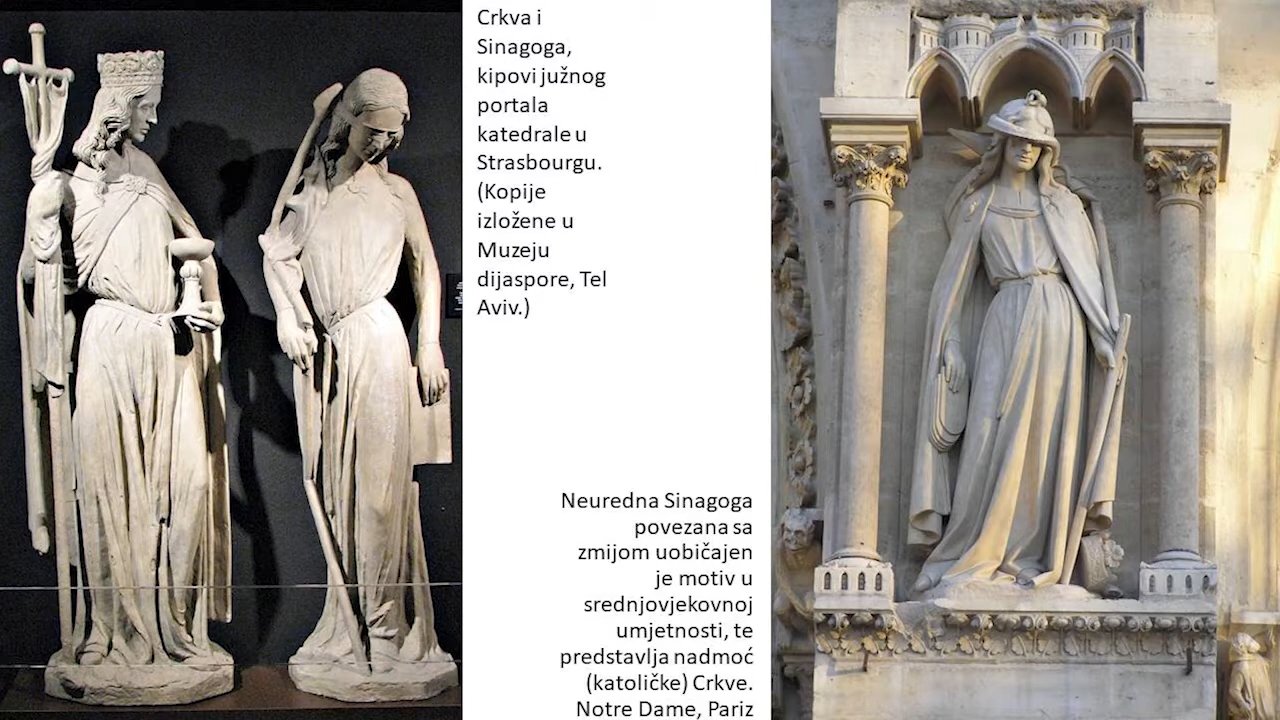 Crkva i
Sinagoga,
kipovi južnog
portala
katedrale u
Strasbourgu.
(Kopije
izložene u
Muzeju
dijaspore, Tel
Aviv.)
Neuredna Sinagoga
povezana sa
zmijom uobičajen
je motiv u
srednjovjekovnoj
umjetnosti, te
predstavlja nadmoć
(katoličke) Crkve.
Notre Dame, Pariz